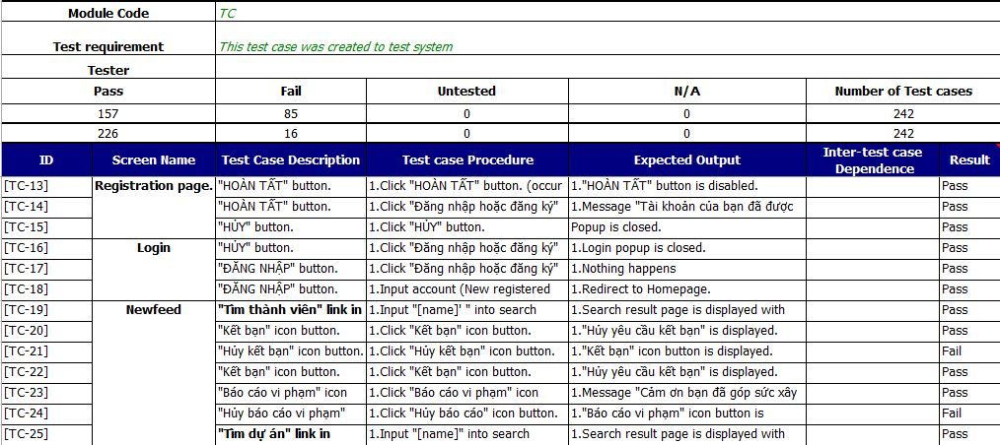 Module Code TC
Test requirement This test case was created to test system
Tester
Pass Fail Untested N/A Number of Test cases
157 85 0 0 242
226 16 0 0 242
ID Screen Name Test Case Description Test case Procedure Expected Output Inter-test case Dependence Result
[TC-13] Registration page. "HOÀN TẤT" button. 1.Click "HOÀN TẤT" button. (occur 1."HOÀN TẤT" button is disabled. Pass
[TC-14] "HOÀN TẤT" button. 1.Click "Đăng nhập hoặc đăng ký" 1.Message "Tài khoản của bạn đã được Pass
[TC-15] "HỦY" button. 1.Click "HỦY" button. Popup is closed. Pass
[TC-16] Login "HỦY" button. 1.Click "Đăng nhập hoặc đăng ký" 1.Login popup is closed. Pass
[TC-17] "ĐĂNG NHẬP" button. 1.Click "Đăng nhập hoặc đăng ký" 1.Nothing happens Pass
[TC-18] "ĐĂNG NHẬP" button. 1.Input account (New registered 1.Redirect to Homepage. Pass
[TC-19] Newfeed "Tìm thành viên" link in 1.Input "[name]' " into search 1.Search result page is displayed with Pass
[TC-20] "Kết bạn" icon button. 1.Click "Kết bạn" icon button. 1."Hủy yêu cầu kết bạn" is displayed. Pass
[TC-21] "Hủy kết bạn" icon button. 1.Click "Hủy kết bạn" icon button. 1."Kết bạn" icon button is displayed. Fail
[TC-22] "Kết bạn" icon button. 1.Click "Kết bạn" icon button. 1."Hủy yêu cầu kết bạn" is displayed. Pass
[TC-23] "Báo cáo vi phạm" icon 1.Click "Báo cáo vi phạm" icon 1.Message "Cảm ơn bạn đã góp sức xây Pass
[TC-24] "Hủy báo cáo vi phạm" 1.Click "Hủy báo cáo" icon button. 1."Báo cáo vi phạm" icon button is Fail
[TC-25] "Tìm dự án" link in 1.Input "[name]" into search 1.Search result page is displayed with Pass